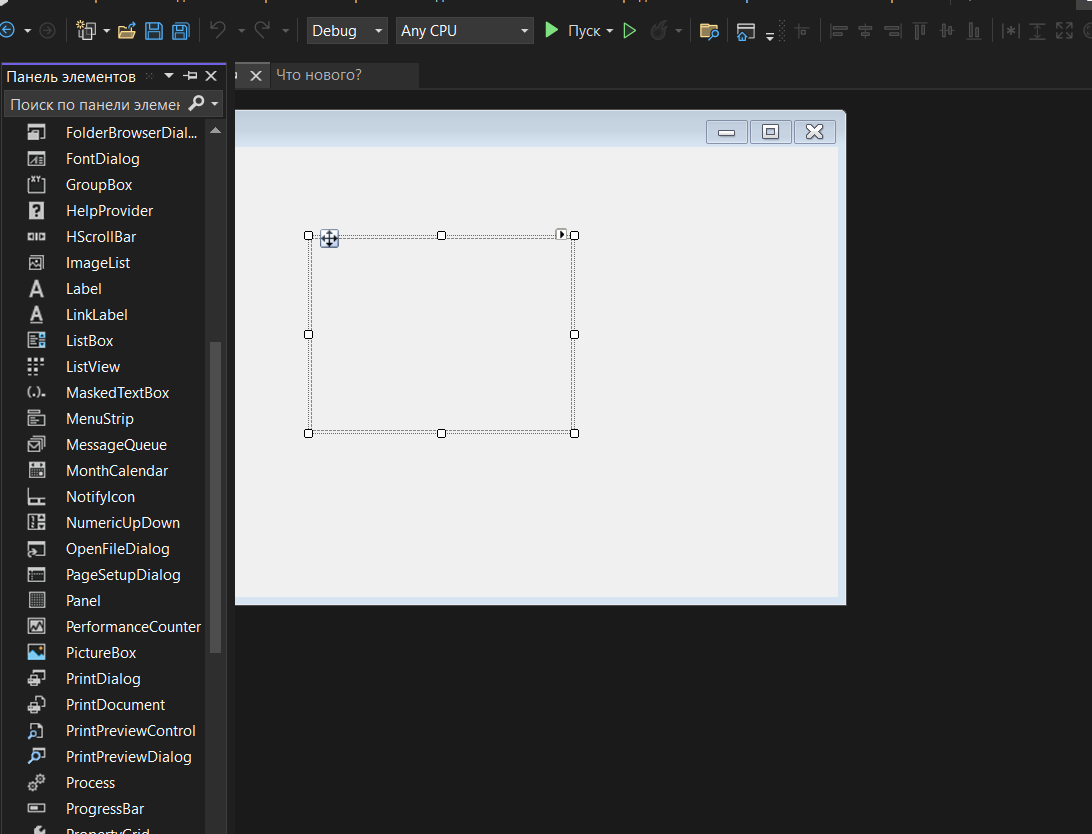 Debug
Any CPU
Пуск
Панель элементов
Что нового?
Поиск по панели элемен
FolderBrowserDial...
FontDialog
GroupBox
HelpProvider
HScrollBar
ImageList
Label
LinkLabel
ListBox
ListView
MaskedTextBox
MenuStrip
MessageQueue
MonthCalendar
NotifyIcon
NumericUpDown
OpenFileDialog
PageSetupDialog
Panel
PerformanceCounter
PictureBox
PrintDialog
PrintDocument
PrintPreviewControl
PrintPreviewDialog
Process
ProgressBar
PropertyGrid